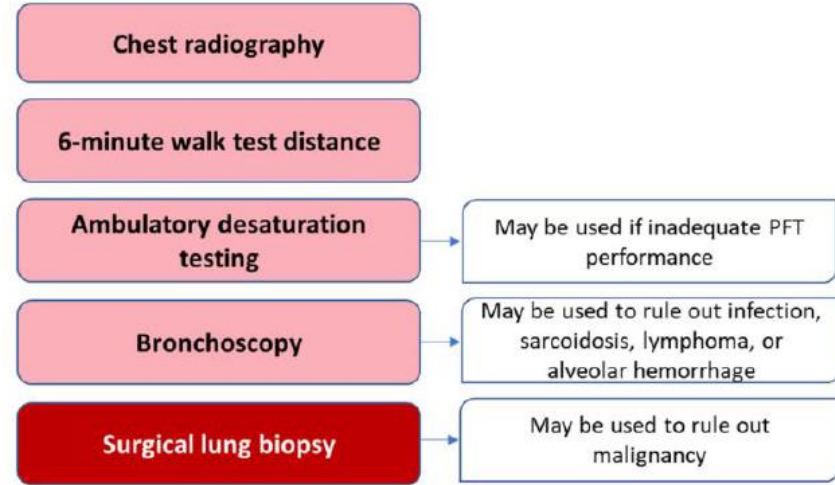 Chest radiography
6-minute walk test distance
Ambulatory desaturation
testing
May be used if inadequate PFT
performance
Bronchoscopy
May be used to rule out infection,
sarcoidosis, lymphoma, or
alveolar hemorrhage
Surgical lung biopsy
May be used to rule out
malignancy